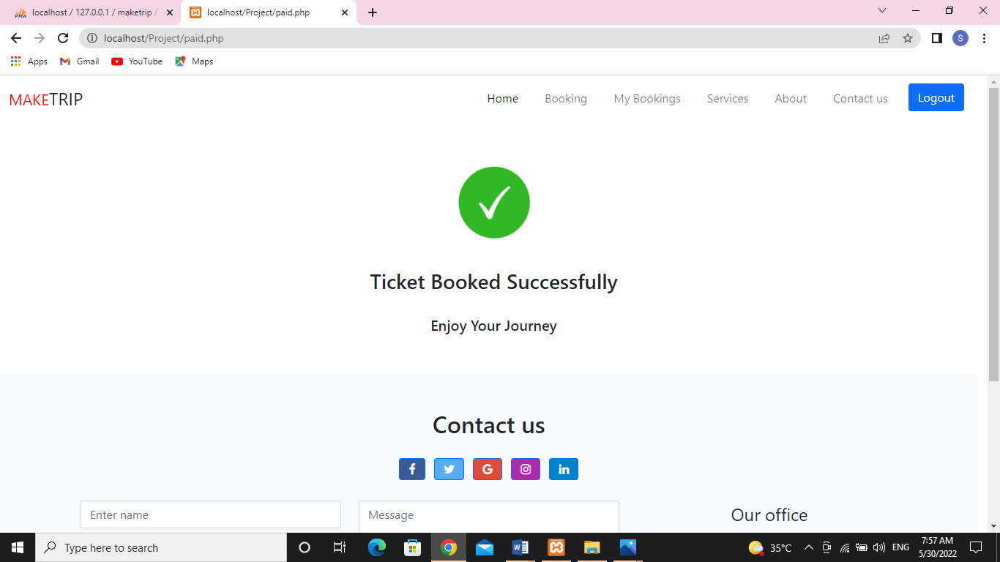 localhost / 127.0.0.1 / maketrip /
localhost/Project/paid.php
localhost/Project/paid.php
S
Apps Gmail YouTube Maps
MAKETRIP
Home Booking My Bookings Services About Contact us Logout
Ticket Booked Successfully
Enjoy Your Journey
Contact us
Enter name
Message
Our office
Type here to search
35°C
ENG
7:57 AM
5/30/2022